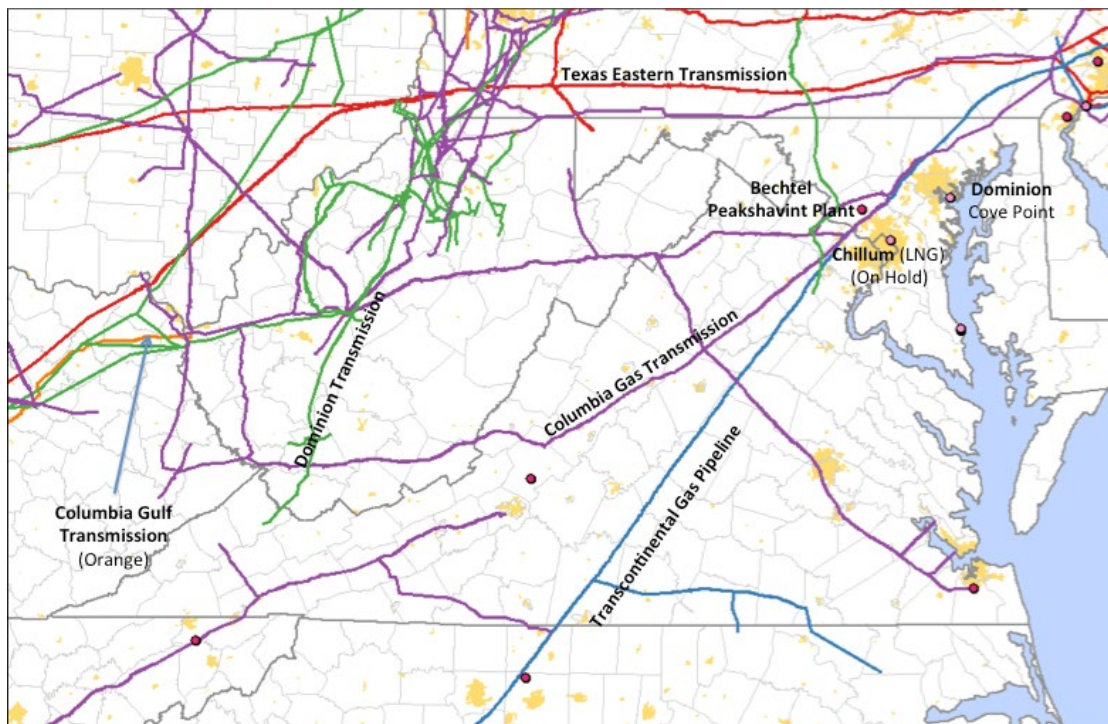 Texas Eastern Transmission
Bechtel
Peakshavint Plant
Dominion
Cove Point
Chillum (LNG)
(On Hold)
Dominion Transmission
Columbia Gas Transmission
Transcontinental Gas Pipeline
Columbia Gulf
Transmission
(Orange)